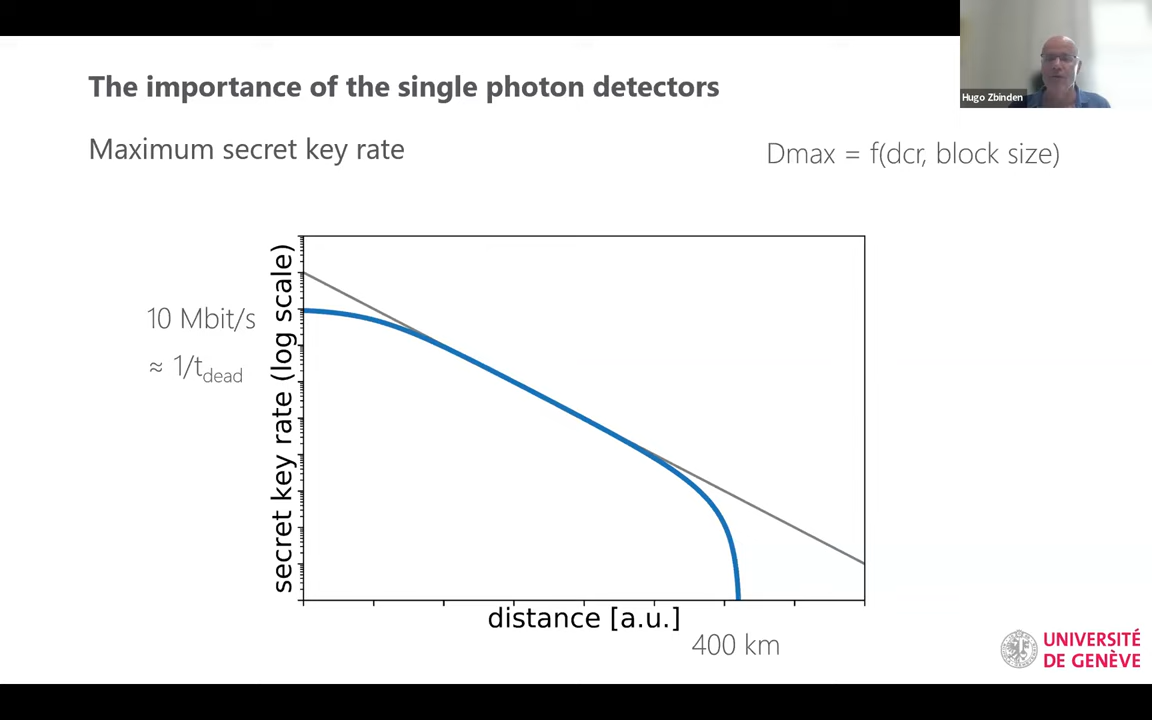 The importance of the single photon detectors
Hugo Zbinden
Maximum secret key rate
Dmax = f(dcr, block size)
secret key rate (log scale)
10 Mbit/s
≈ 1/tdead
distance [a.u.]
400 km
UNIVERSITÉ
DE GENÈVE